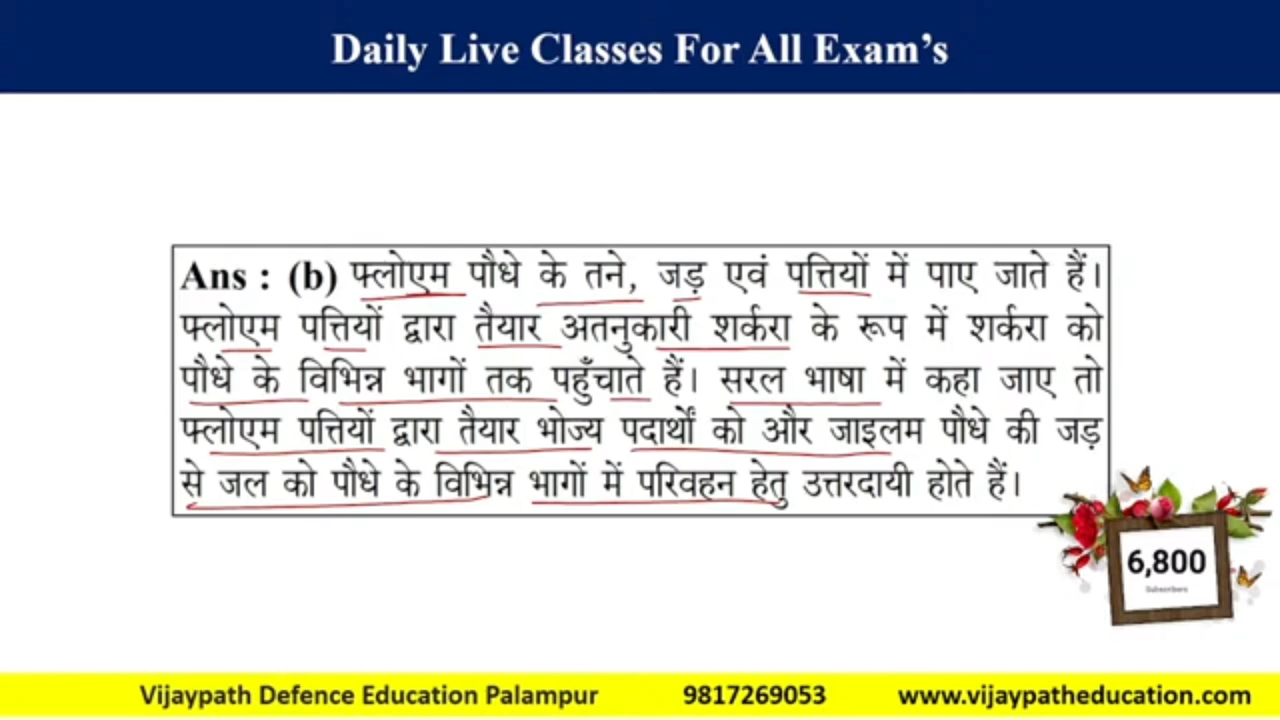 Daily Live Classes For All Exam's
Ans : (b) फ्लोएम पौधे के तने, जड़ एवं पत्तियों में पाए जाते हैं।
फ्लोएम पत्तियों द्वारा तैयार अतनुकारी शर्करा के रूप में शर्करा को
पौधे के विभिन्न भागों तक पहुँचाते हैं। सरल भाषा में कहा जाए तो
फ्लोएम पत्तियों द्वारा तैयार भोज्य पदार्थों को और जाइलम पौधे की जड़
से जल को पौधे के विभिन्न भागों में परिवहन हेतु उत्तरदायी होते हैं।
6,800
Subscribers
Vijaypath Defence Education Palampur 9817269053 www.vijaypatheducation.com